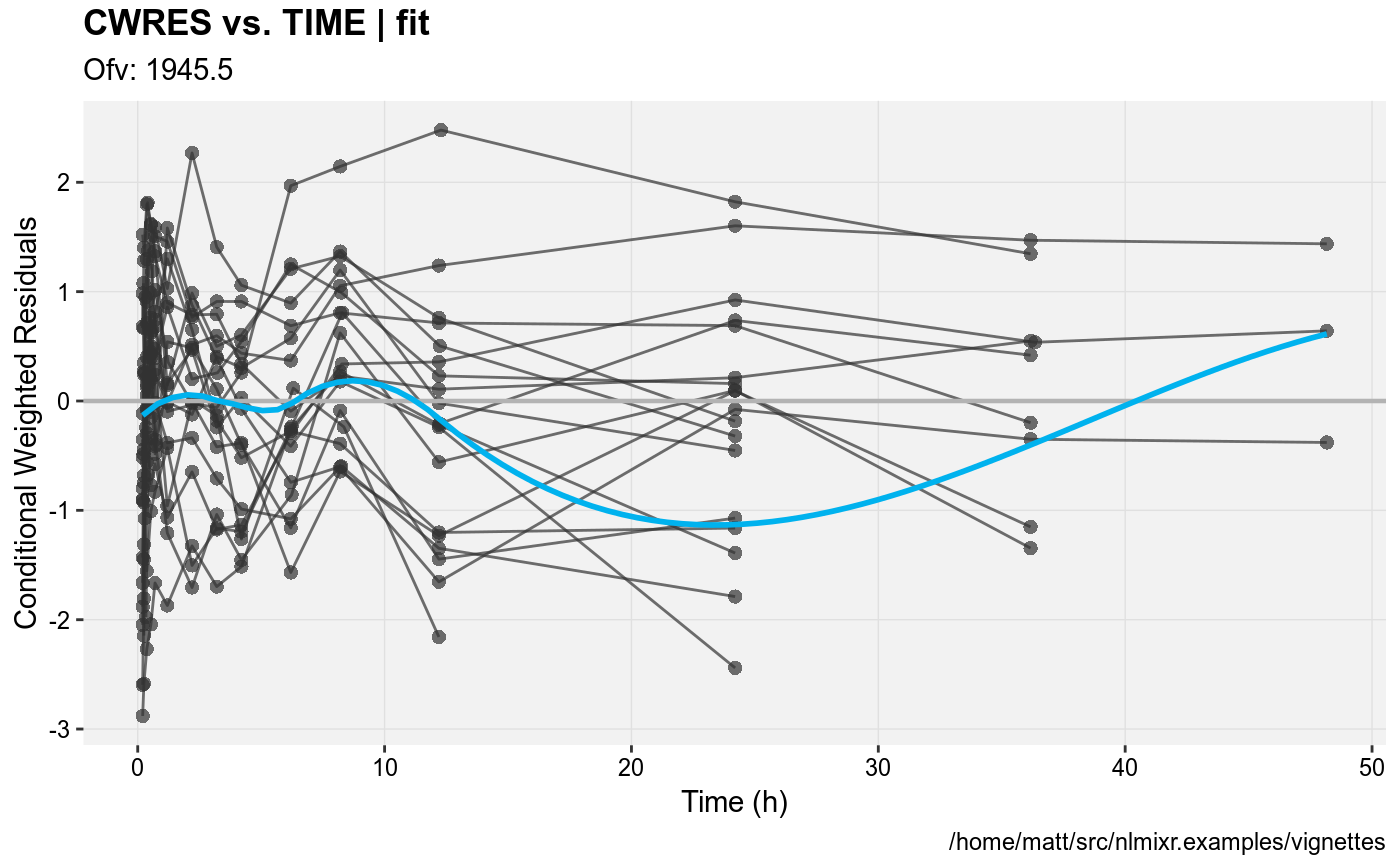 CWRES vs. TIME | fit
Ofv: 1945.5
Conditional Weighted Residuals
2
1
0
-1
-2
-3
0 10 20 30 40 50
Time (h)
/home/matt/src/nlmixr.examples/vignettes